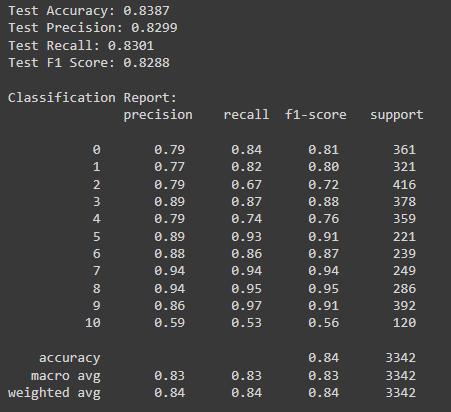 Test Accuracy: 0.8387
Test Precision: 0.8299
Test Recall: 0.8301
Test F1 Score: 0.8288
Classification Report:
precision recall f1-score support
0 0.79 0.84 0.81 361
1 0.77 0.82 0.80 321
2 0.79 0.67 0.72 416
3 0.89 0.87 0.88 378
4 0.79 0.74 0.76 359
5 0.89 0.93 0.91 221
6 0.88 0.86 0.87 239
7 0.94 0.94 0.94 249
8 0.94 0.95 0.95 286
9 0.86 0.97 0.91 392
10 0.59 0.53 0.56 120
accuracy 0.84 3342
macro avg 0.83 0.83 0.83 3342
weighted avg 0.84 0.84 0.84 3342